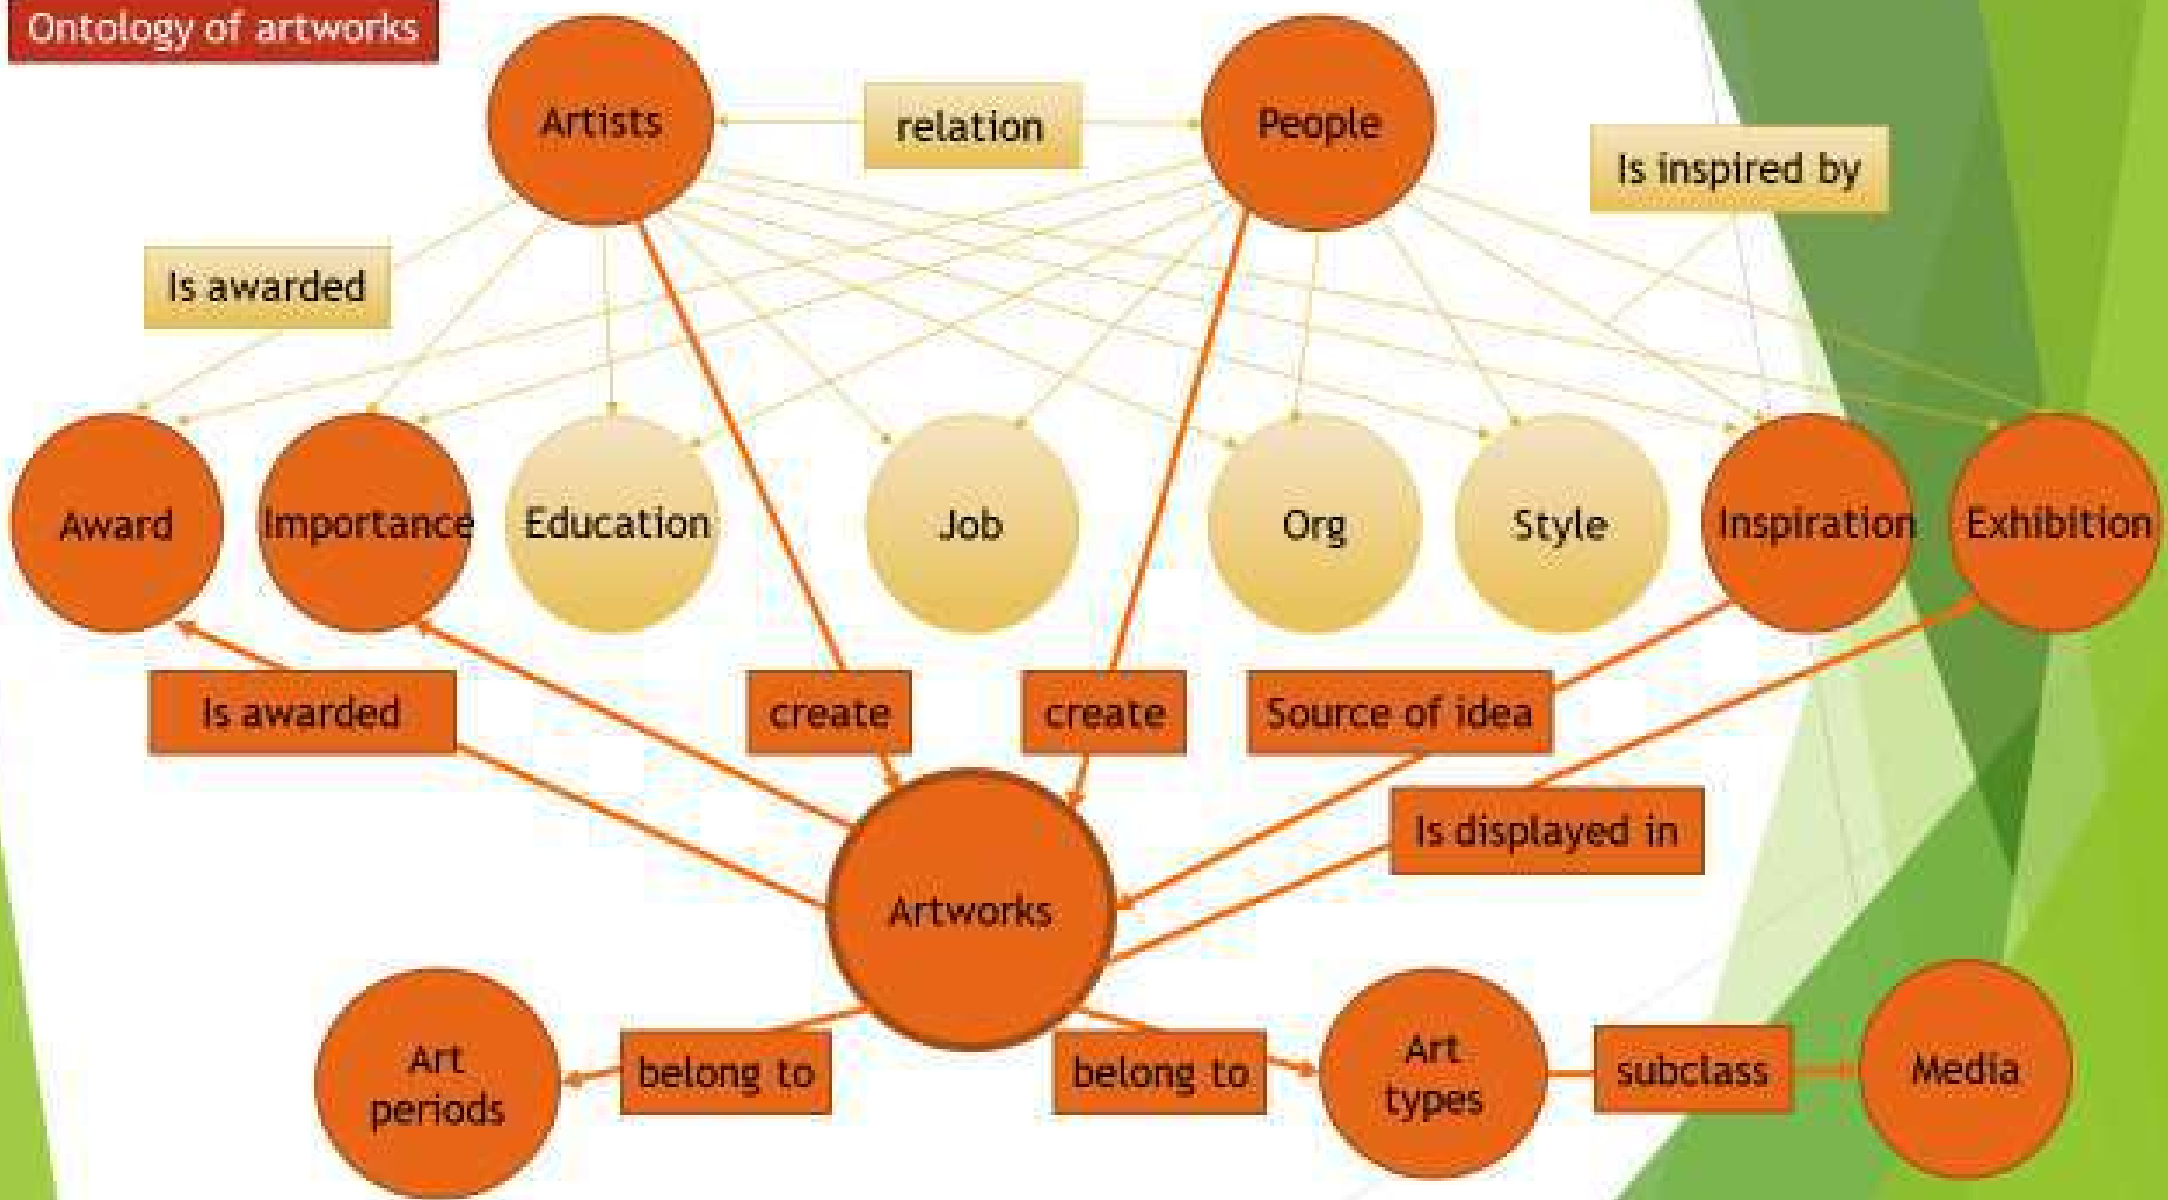 Ontology of artworks
Artists
relation
People
Is inspired by
Is awarded
Award
Importance
Education
Job
Org
Style
Inspiration
Exhibition
Is awarded
create
create
Source of idea
Is displayed in
Artworks
Art
periods
belong to
belong to
Art
types
subclass
Media